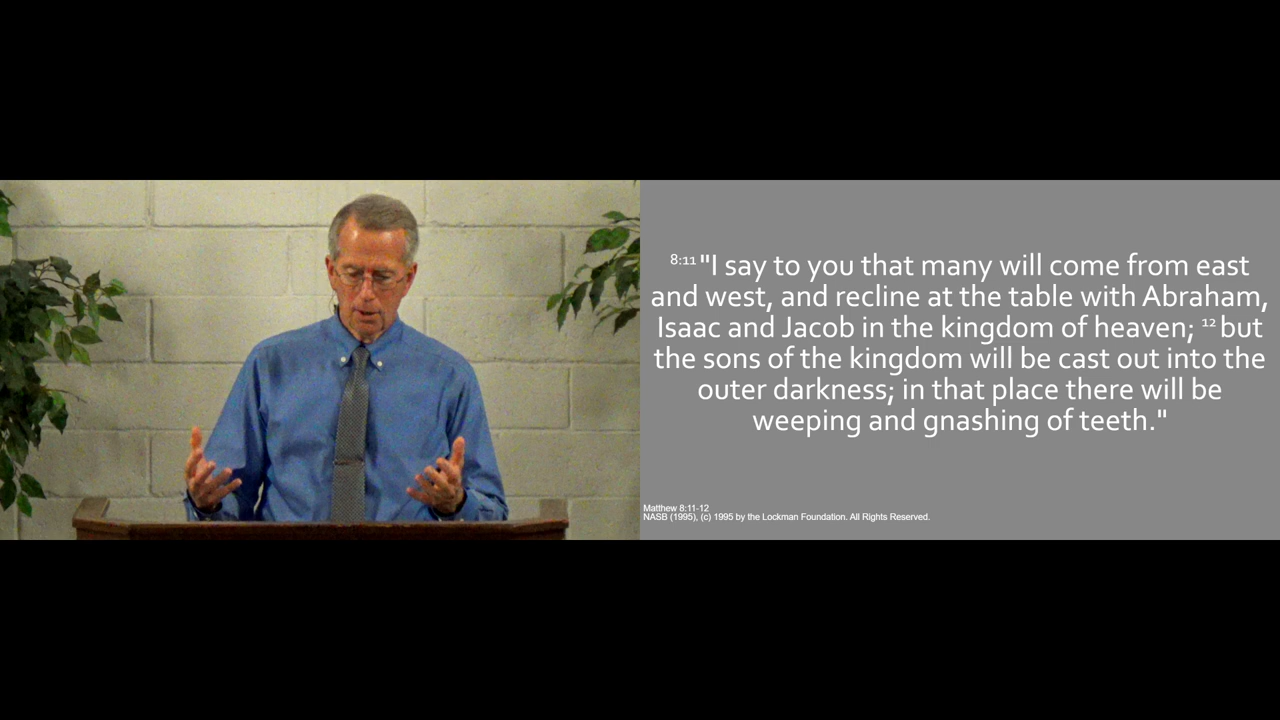 8:11 "I say to you that many will come from east
and west, and recline at the table with Abraham,
Isaac and Jacob in the kingdom of heaven; 12 but
the sons of the kingdom will be cast out into the
outer darkness; in that place there will be
weeping and gnashing of teeth."
Matthew 8:11-12
NASB (1995), (c) 1995 by the Lockman Foundation. All Rights Reserved.